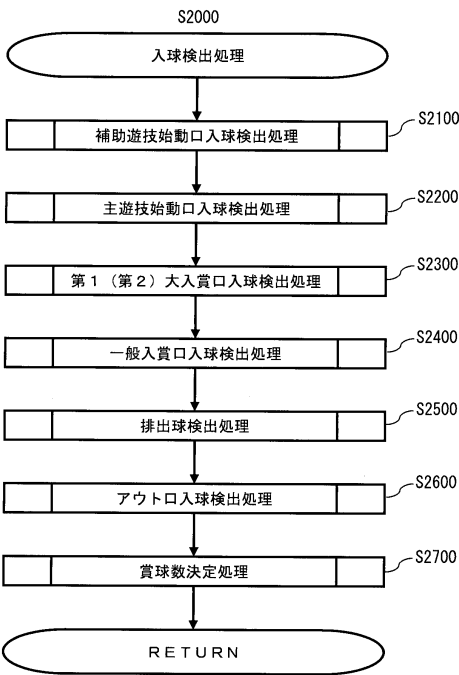 S2000
入球検出処理
補助遊技始動口入球検出処理
S2100
主遊技始動口入球検出処理
S2200
第1（第2）大入賞口入球検出処理
S2300
一般入賞口入球検出処理
S2400
排出球検出処理
S2500
アウト口入球検出処理
S2600
賞球数決定処理
S2700
RETURN